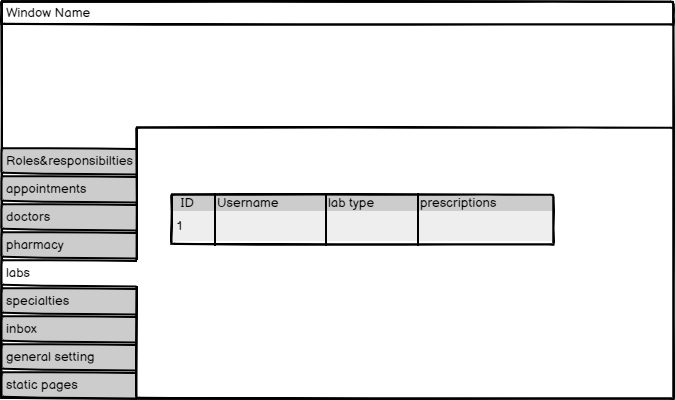 Window Name
Roles&responsibilties
appointments
doctors
pharmacy
labs
specialties
inbox
general setting
static pages
ID Username lab type prescriptions
1